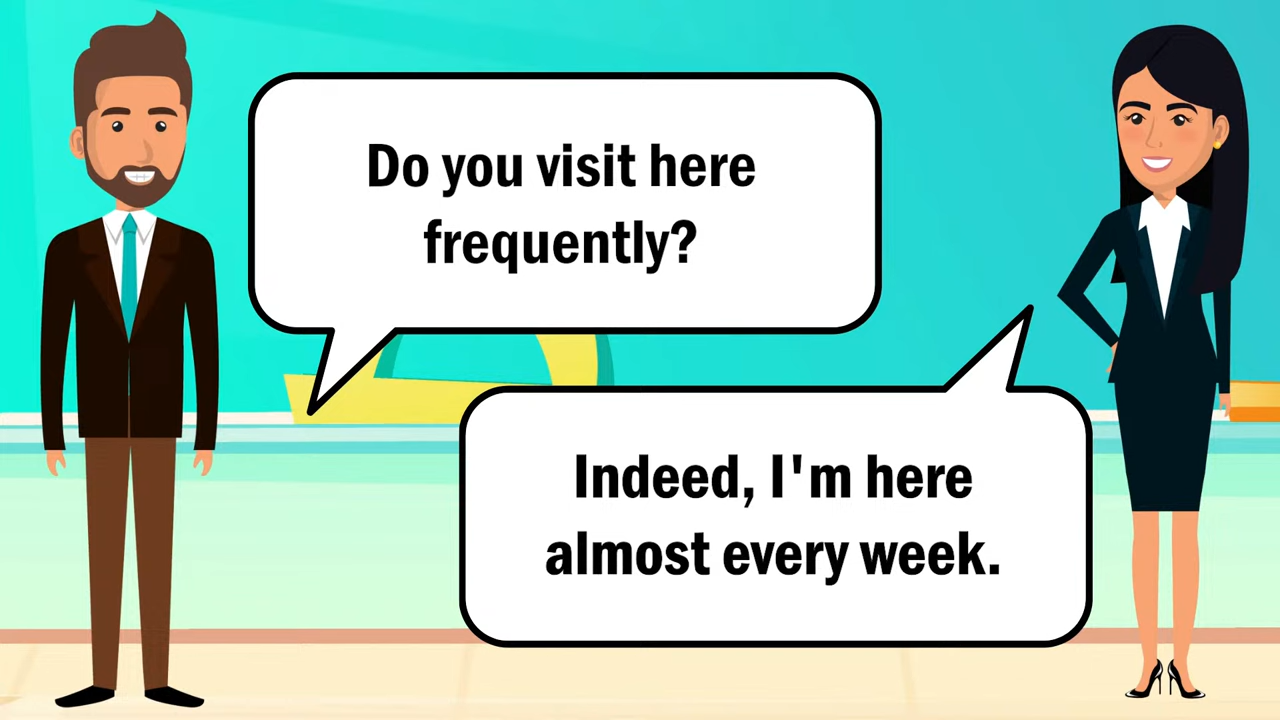 Do you visit here
frequently?
Indeed, I'm here
almost every week.